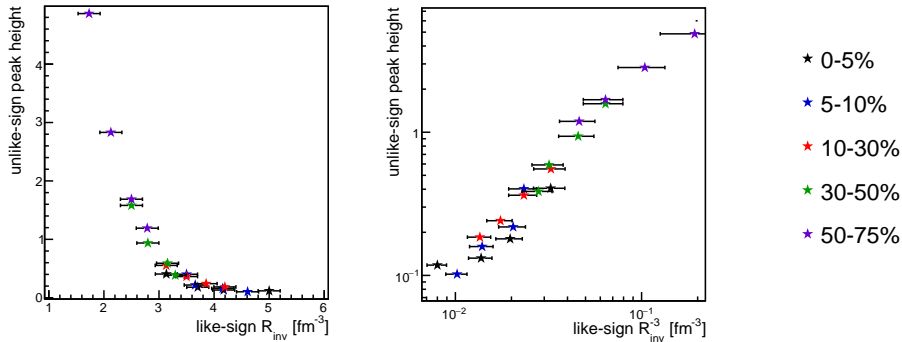 unlike-sign peak height
4
2
0
1 2 3 4 5 6
like-sign R_inv [fm^-3]
unlike-sign peak height
1
10^-1
10^-2 10^-1
like-sign R_inv^-3 [fm^-3]
0-5%
5-10%
10-30%
30-50%
50-75%